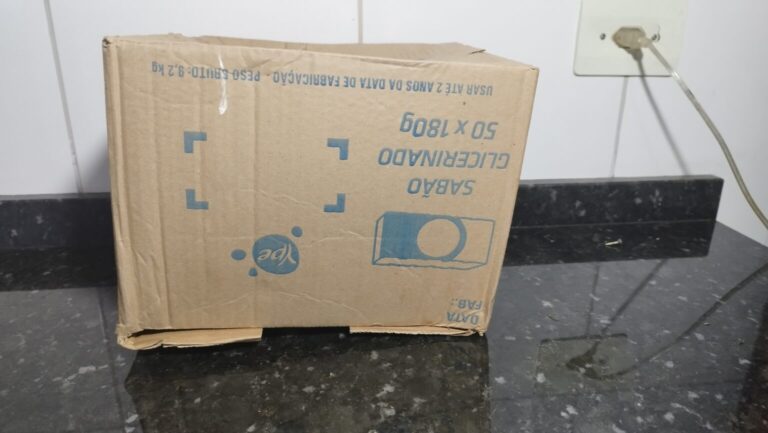 DATA
FAB.:
Ypê
SABÃO
GLICERINADO
50 x 180g
USAR ATÉ 2 ANOS DA DATA DE FABRICAÇÃO - PESO BRUTO: 9,2 kg